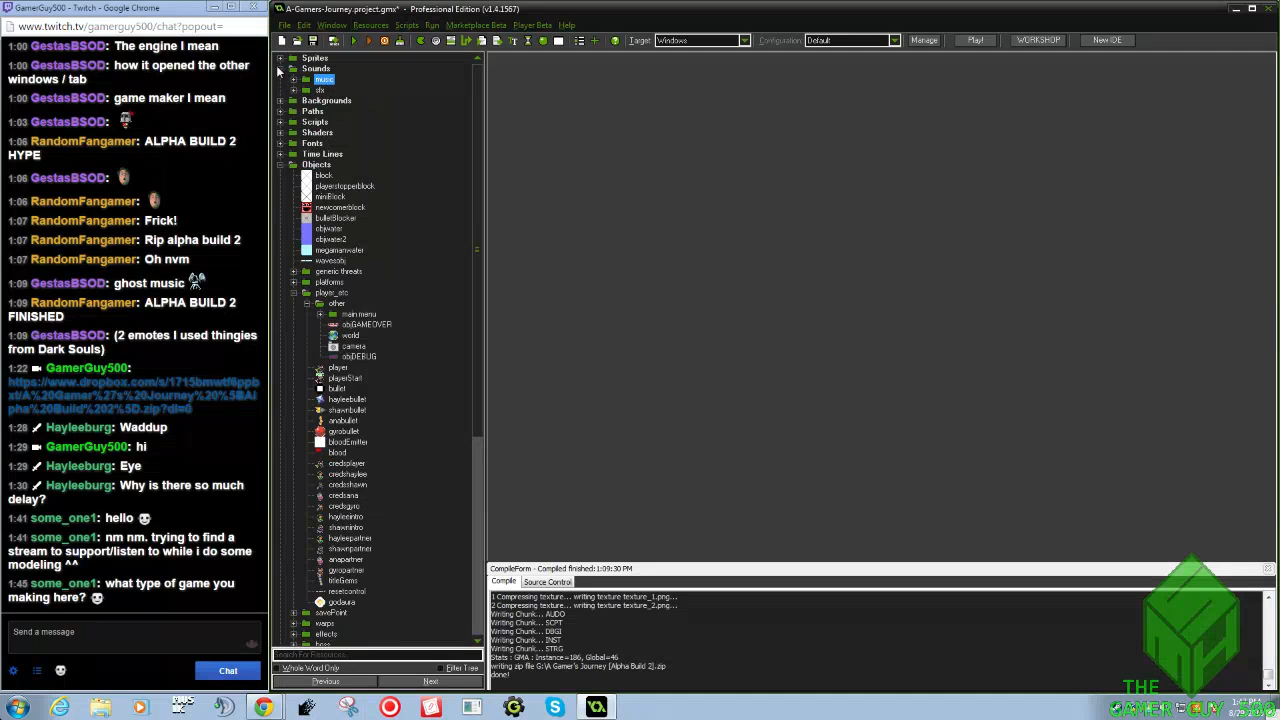 GamerGuy500 - Twitch - Google Chrome
www.twitch.tv/gamerguy500/chat?popout=
1:00 GestasBSOD: The engine I mean
1:00 GestasBSOD: how it opened the other
windows / tab
1:00 GestasBSOD: game maker I mean
1:03 GestasBSOD:
1:06 RandomFangamer: ALPHA BUILD 2
HYPE
1:06 GestasBSOD:
1:06 RandomFangamer:
1:07 RandomFangamer: Frick!
1:07 RandomFangamer: Rip alpha build 2
1:07 RandomFangamer: Oh nvm
1:09 GestasBSOD: ghost music
1:09 RandomFangamer: ALPHA BUILD 2
FINISHED
1:09 GestasBSOD: (2 emotes I used thingies
from Dark Souls)
1:22 GamerGuy500:
https://www.dropbox.com/s/1715bmwtf6ppb
1:28 Hayleeburg: Waddup
1:29 GamerGuy500: hi
1:29 Hayleeburg: Eye
1:30 Hayleeburg: Why is there so much
delay?
1:41 some_one1: hello
1:41 some_one1: nm nm. trying to find a
stream to support/listen to while i do some
modeling ^^
1:45 some_one1: what type of game you
making here?
Send a message
Chat
A-Gamers-Journey.project.gmx* - Professional Edition (v1.4.1567)
File Edit Window Resources Scripts Run Marketplace Beta Player Beta Help
Target: Windows Configuration: Default Manage Play! WORKSHOP New IDE
Sprites
Sounds
music
sfx
Backgrounds
Paths
Scripts
Shaders
Fonts
Time Lines
Objects
block
playerstopperblock
miniBlock
newcomerblock
bulletBlocker
objwater
objwater2
megamanwater
wavesobj
generic threats
platforms
player_etc
other
main menu
objGAMEOVER
world
camera
objDEBUG
player
playerStart
bullet
hayleebullet
shawnbullet
anabullet
gyrobullet
bloodEmitter
blood
credsplayer
credshaylee
credsshawn
credsana
credsgyro
hayleeintro
shawnintro
hayleepartner
shawnpartner
anapartner
gyropartner
titleGems
resetcontrol
godaura
savePoint
warps
effects
boss
Search For Resources
Whole Word Only Filter Tree
Previous Next
CompileForm - Compiled finished: 1:09:30 PM
Compile Source Control
1 Compressing texture... writing texture texture_1.png...
2 Compressing texture... writing texture texture_2.png...
Writing Chunk... AUDO
Writing Chunk... SCPT
Writing Chunk... DBGI
Writing Chunk... INST
Writing Chunk... STRG
Stats : GMA : Instance=186, Global=46
writing zip file G:\A Gamer's Journey [Alpha Build 2].zip
done!
THE
GAMER GUY 500